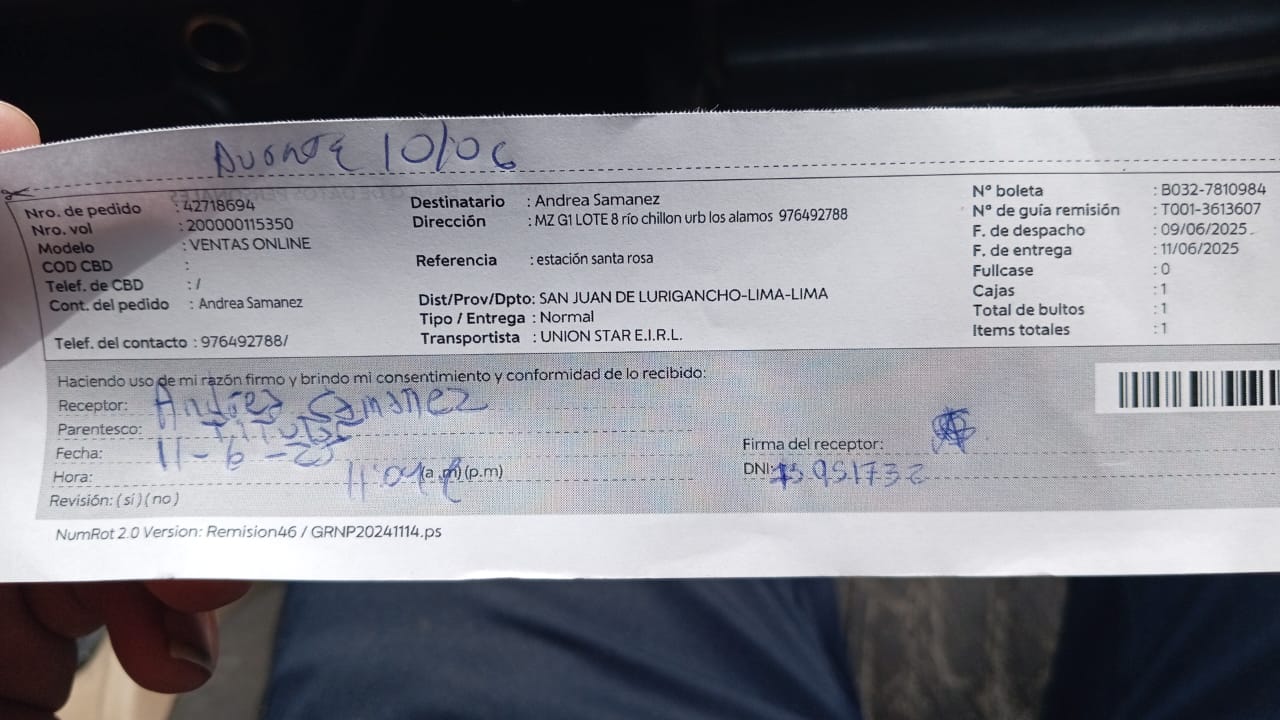 Ausente 10/06
Nro. de pedido : 42718694
Nro. vol : 200000115350
Modelo : VENTAS ONLINE
COD CBD :
Telef. de CBD : /
Cont. del pedido : Andrea Samanez
Telef. del contacto : 976492788/
Destinatario : Andrea Samanez
Dirección : MZ G1 LOTE 8 río chillon urb los alamos 976492788
Referencia : estación santa rosa
Dist/Prov/Dpto: SAN JUAN DE LURIGANCHO-LIMA-LIMA
Tipo / Entrega : Normal
Transportista : UNION STAR E.I.R.L.
N° boleta : B032-7810984
N° de guía remisión : T001-3613607
F. de despacho : 09/06/2025
F. de entrega : 11/06/2025
Fullcase : 0
Cajas : 1
Total de bultos : 1
Items totales : 1
Haciendo uso de mi razón firmo y brindo mi consentimiento y conformidad de lo recibido:
Receptor: Andrea Samanez
Parentesco: Titular
Fecha: 11-6-25
Hora: 11:04 (a.m) (p.m)
Revisión: (sí) (no)
Firma del receptor:
DNI:
NumRot 2.0 Version: Remision46 / GRNP20241114.ps